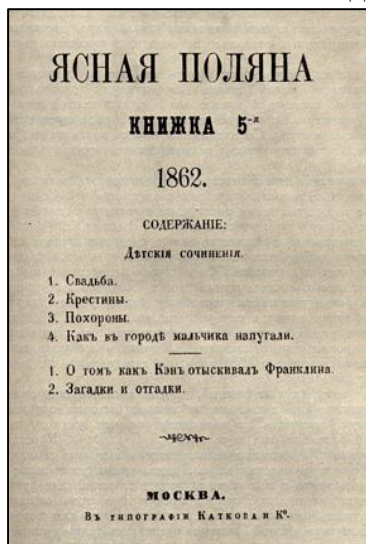 ЯСНАЯ ПОЛЯНА
КНИЖКА 5-я
1862.
СОДЕРЖАНІЕ:
Дѣтскія сочиненія.
1. Свадьба.
2. Крестины.
3. Похороны.
4. Какъ въ городѣ мальчика напугали.
1. О томъ какъ Кэнъ отыскивалъ Франклина.
2. Загадки и отгадки.
МОСКВА.
Въ типографіи Каткова и Ко.